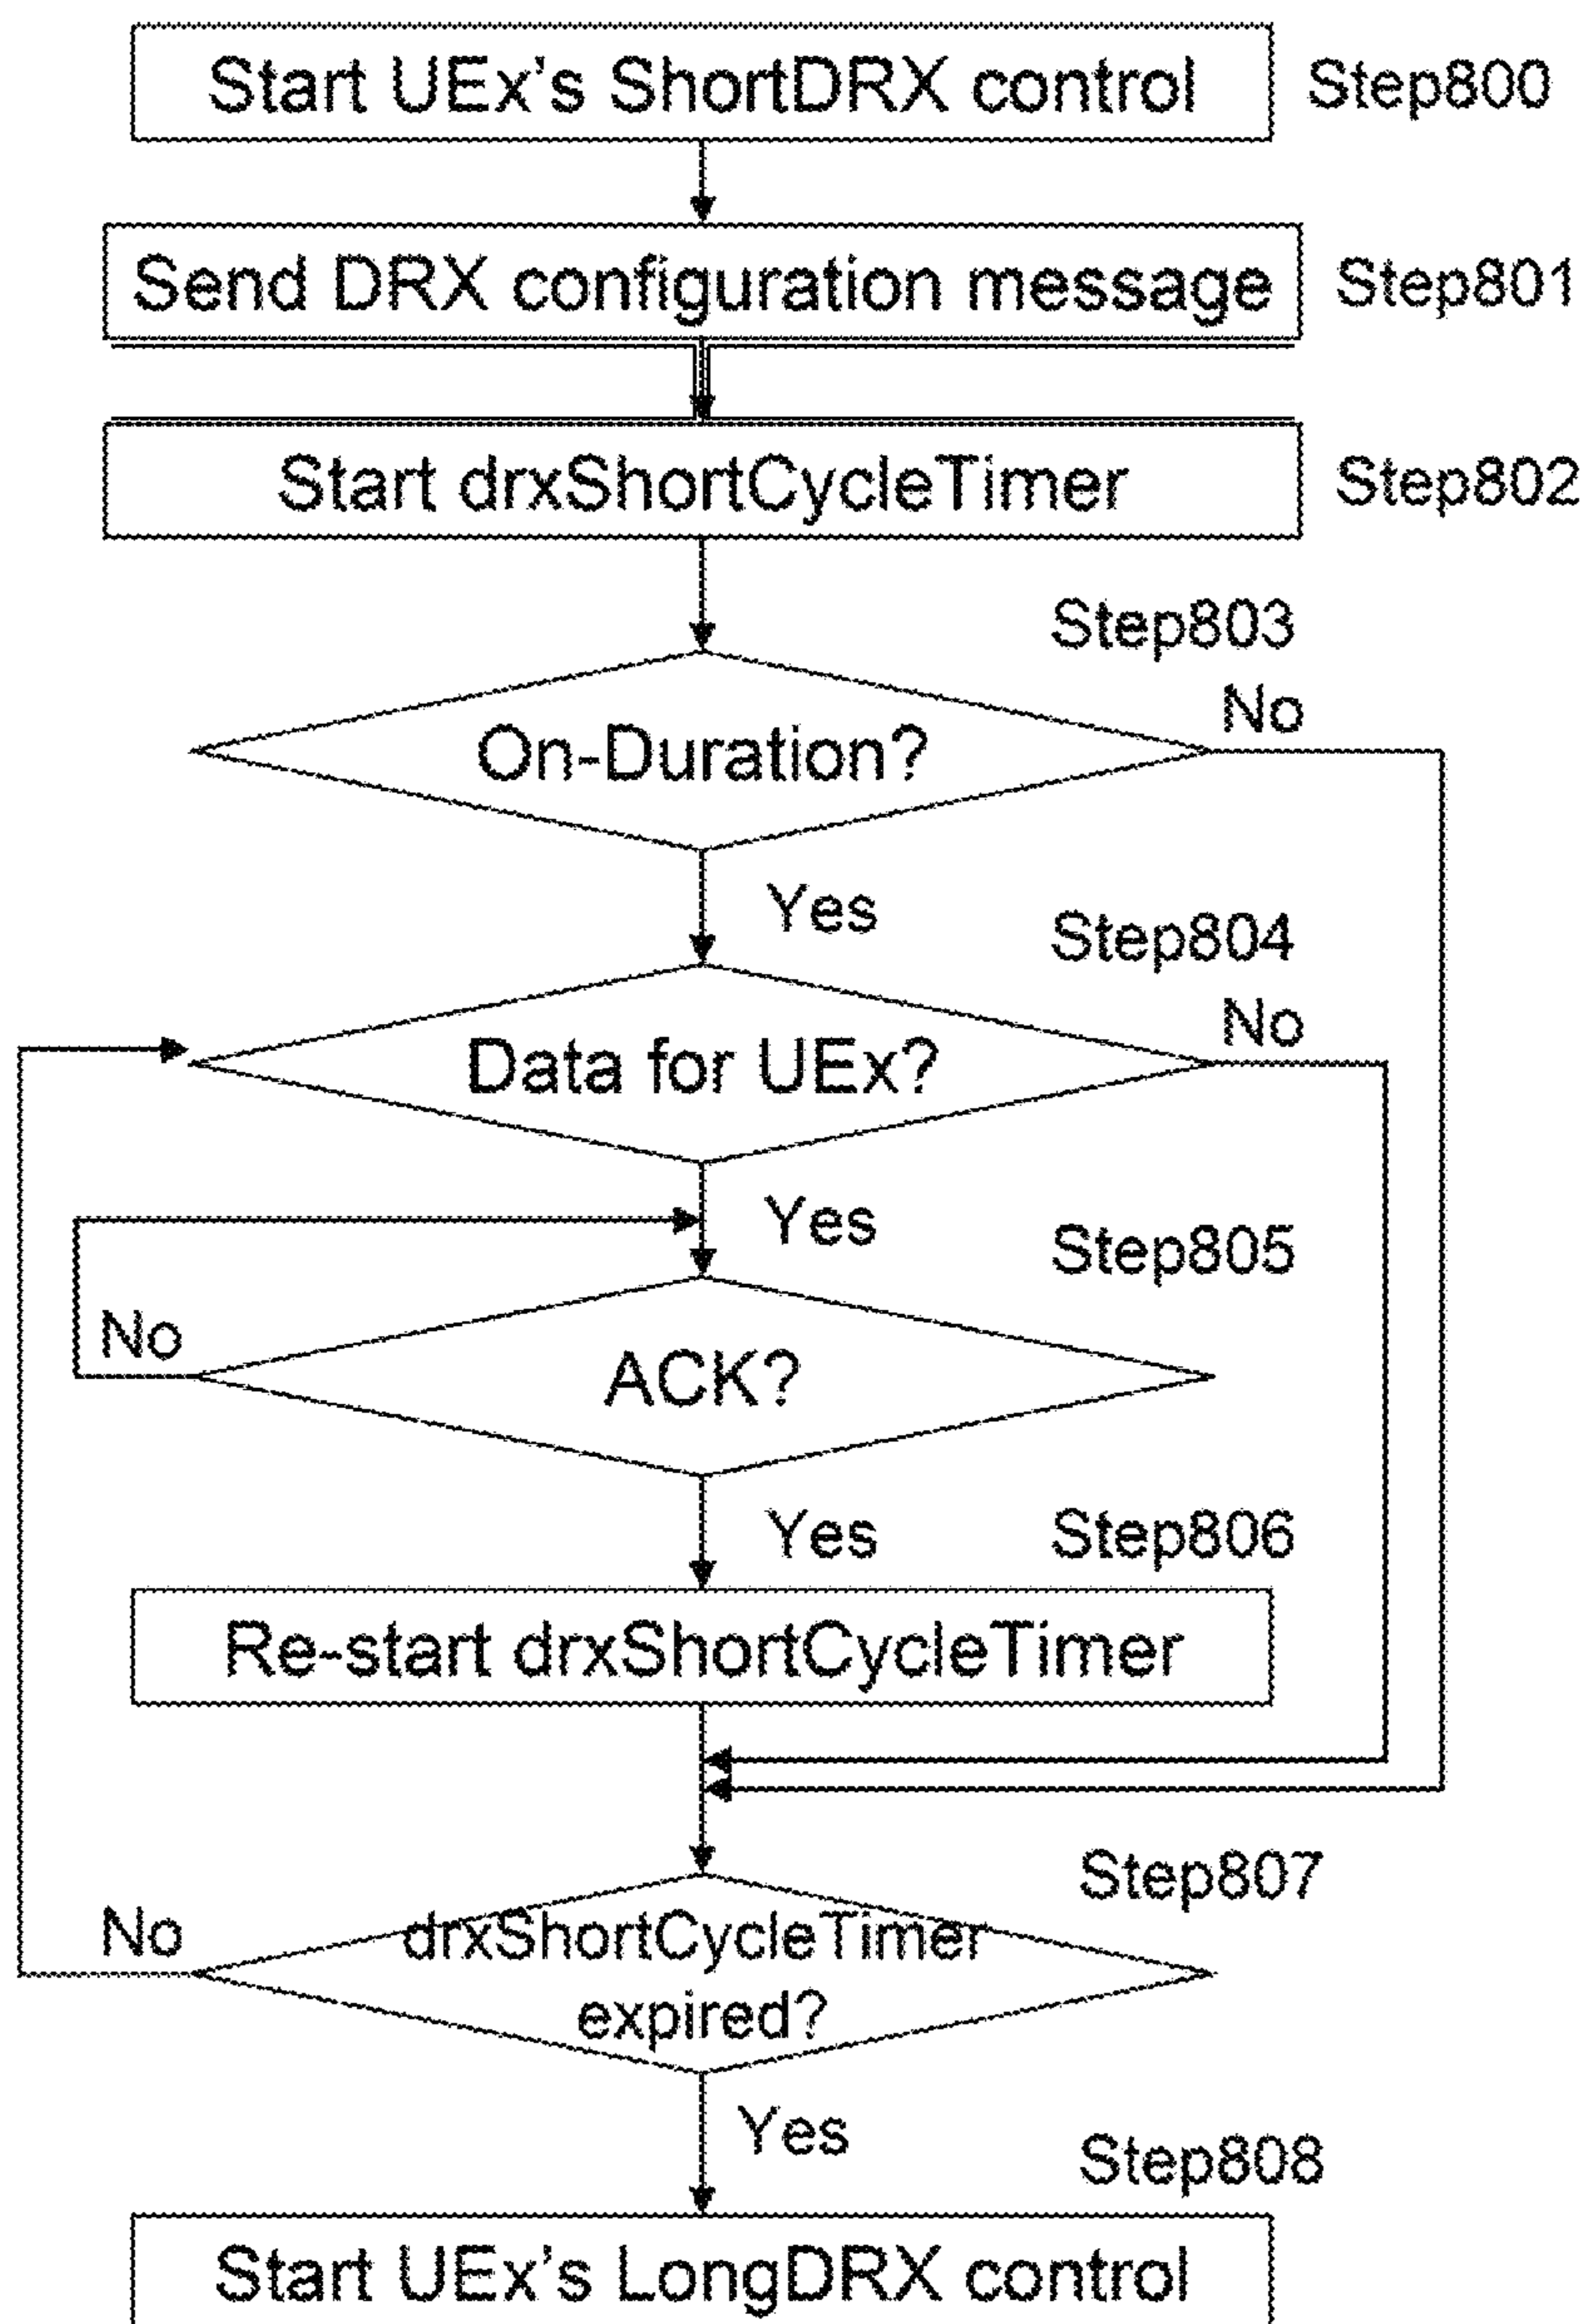 Start UEx's ShortDRX control
Step800
Send DRX configuration message
Step801
Start drxShortCycleTimer
Step802
Step803
No
On-Duration?
Yes
Step804
No
Data for UEx?
Yes
Step805
No
ACK?
Yes
Step806
Re-start drxShortCycleTimer
Step807
No
drxShortCycleTimer
expired?
Yes
Step808
Start UEx's LongDRX control